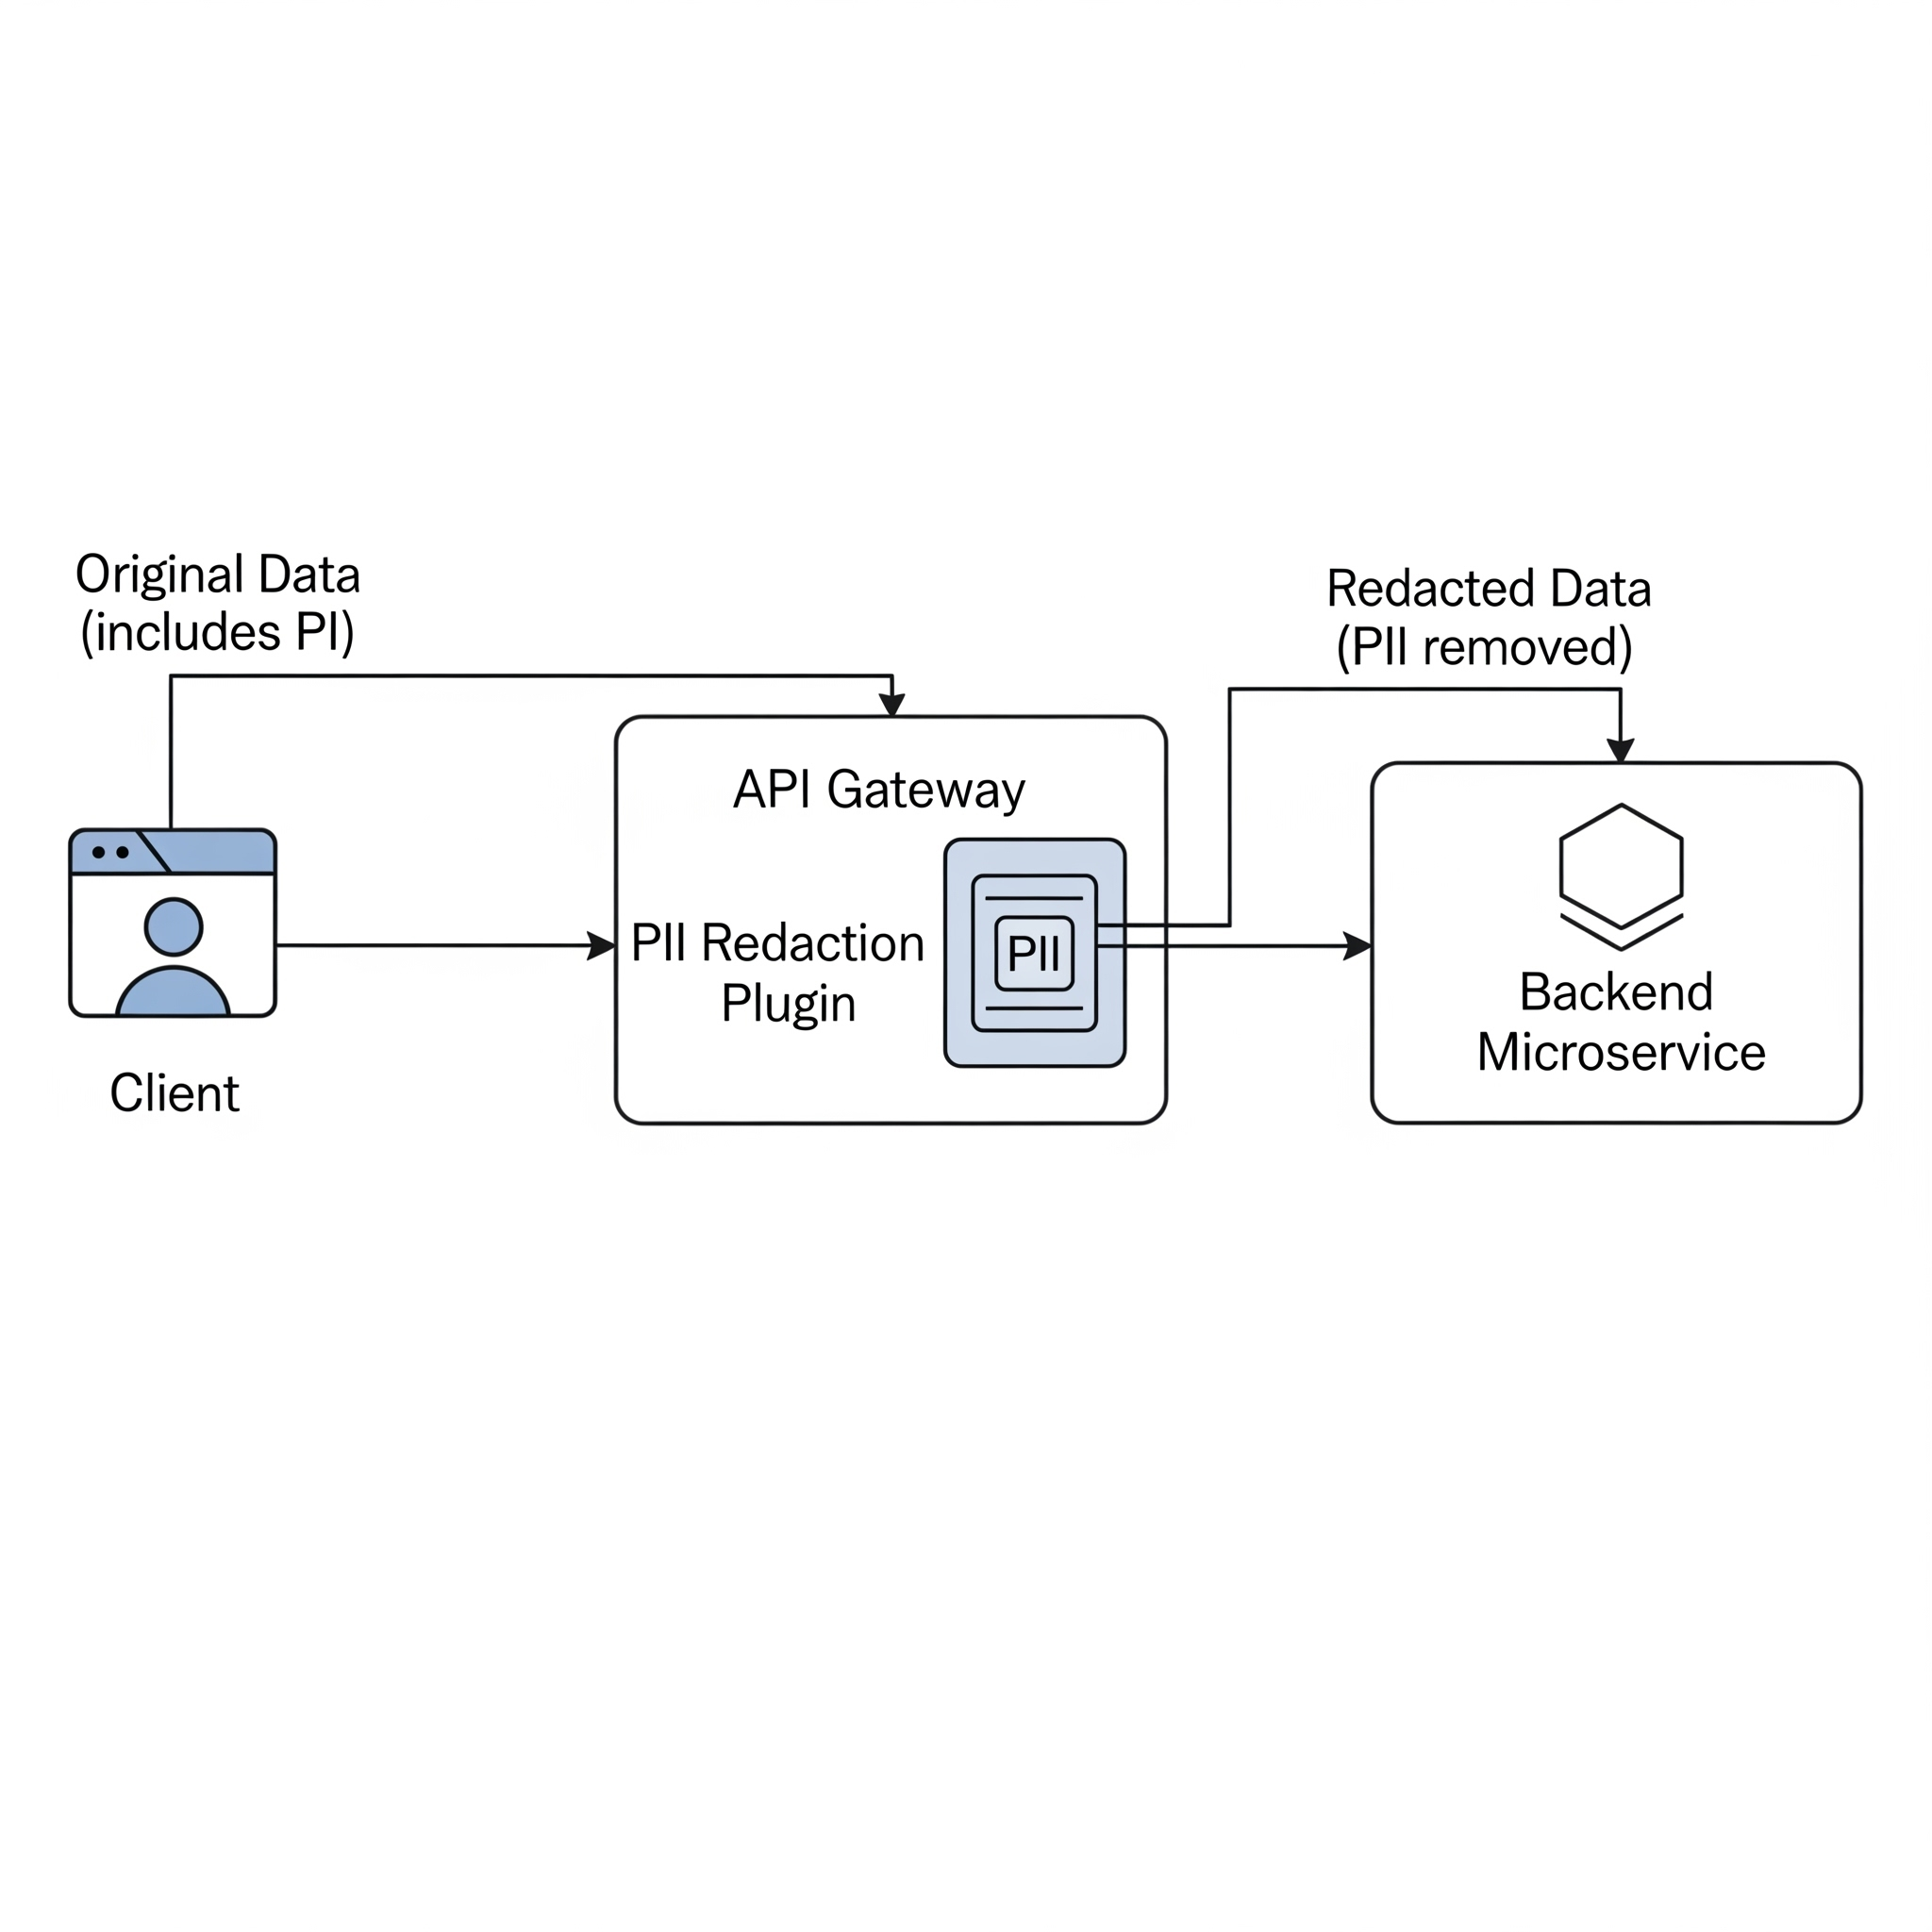 Original Data
(includes PI)
Redacted Data
(PII removed)
API Gateway
PII Redaction
Plugin
PII
Client
Backend
Microservice